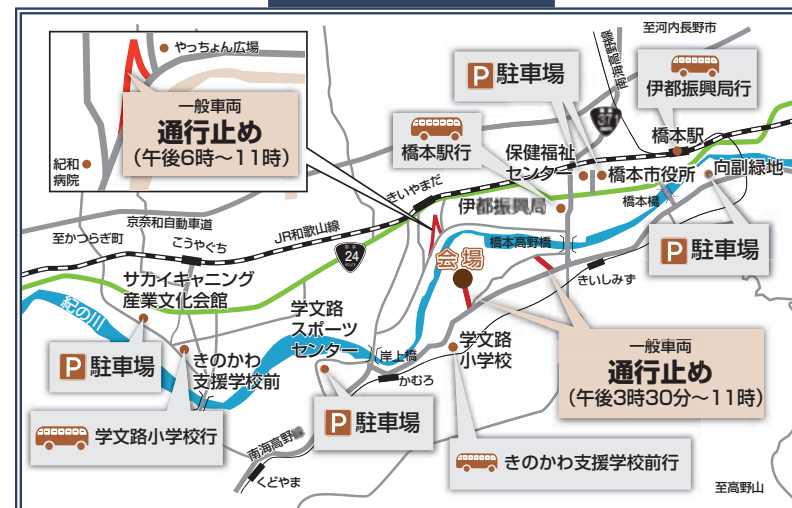 やっちょん広場
一般車両
通行止め
(午後6時～11時)
紀和
病院
至河内長野市
南海高野線
P 駐車場
伊都振興局行
橋本駅行
橋本駅
保健福祉
センター
橋本市役所
向副緑地
きいやまだ
伊都振興局
橋本橋
京奈和自動車道
至かつらぎ町
こうやぐち
JR和歌山線
24
橋本高野橋
P 駐車場
会場
きいしみず
サカイキャニング
産業文化会館
紀の川
学文路
スポーツ
センター
岸上橋
学文路
小学校
一般車両
通行止め
(午後3時30分～11時)
P 駐車場
きのかわ
支援学校前
かむろ
P 駐車場
学文路小学校行
南海高野
くどやま
きのかわ支援学校前行
至高野山